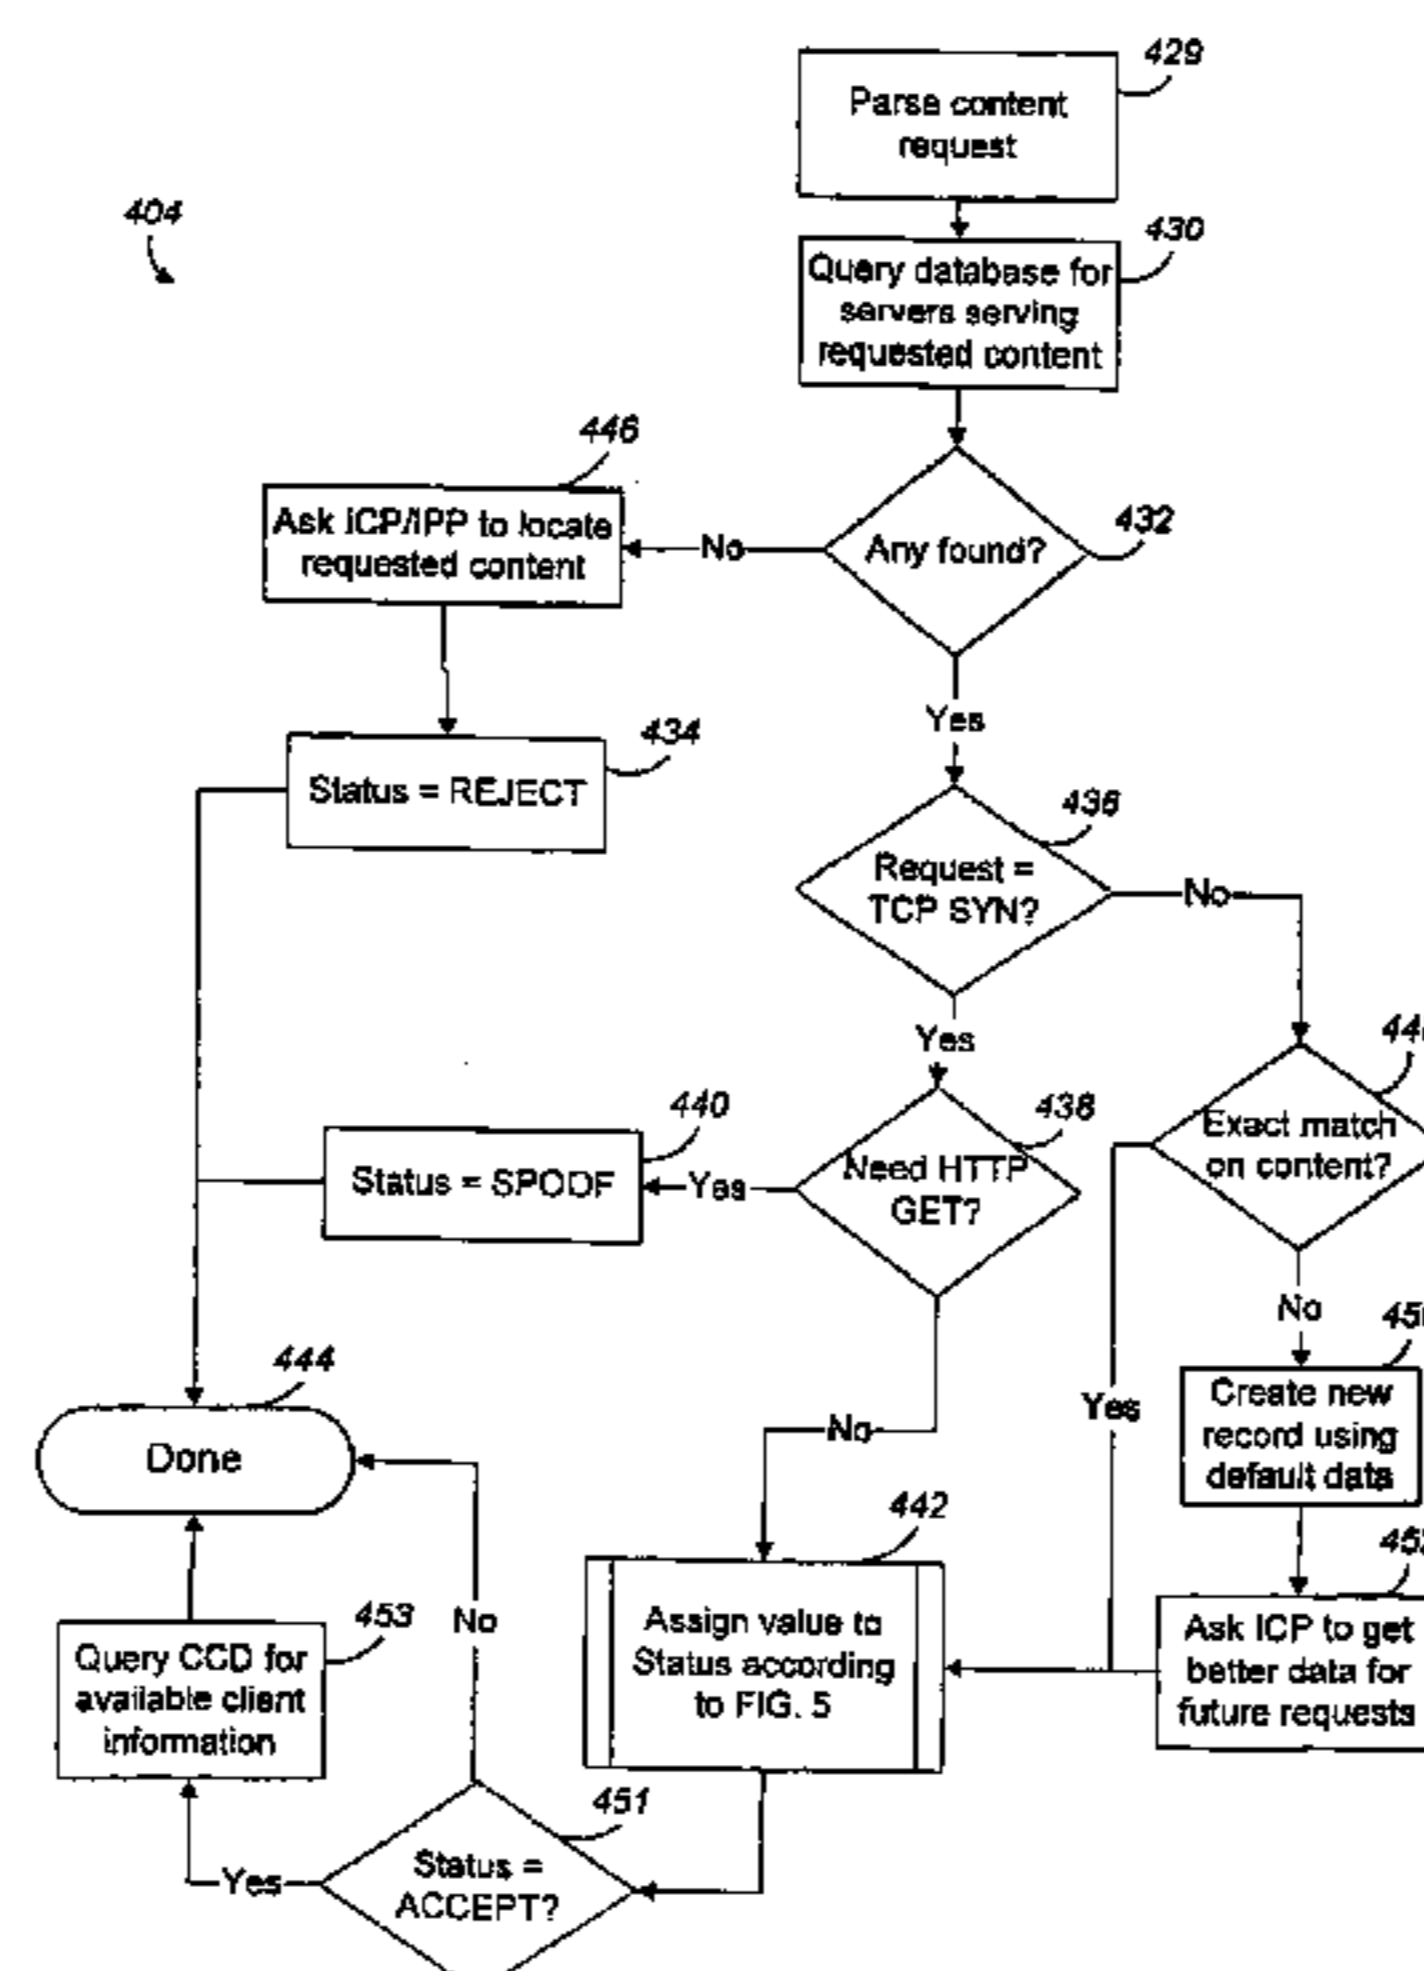 429
Parse content
request
404
430
Query database for
servers serving
requested content
446
Ask ICP/IPP to locate
requested content
No
Any found?
432
Yes
434
Status = REJECT
436
Request =
TCP SYN?
No
Yes
440
Status = SPOOF
Yes
438
Need HTTP
GET?
Exact match
on content?
No
No
Yes
Create new
record using
default data
444
Done
442
Assign value to
Status according
to FIG. 5
Ask ICP to get
better data for
future requests
453
Query CCD for
available client
information
No
451
Status =
ACCEPT?
Yes